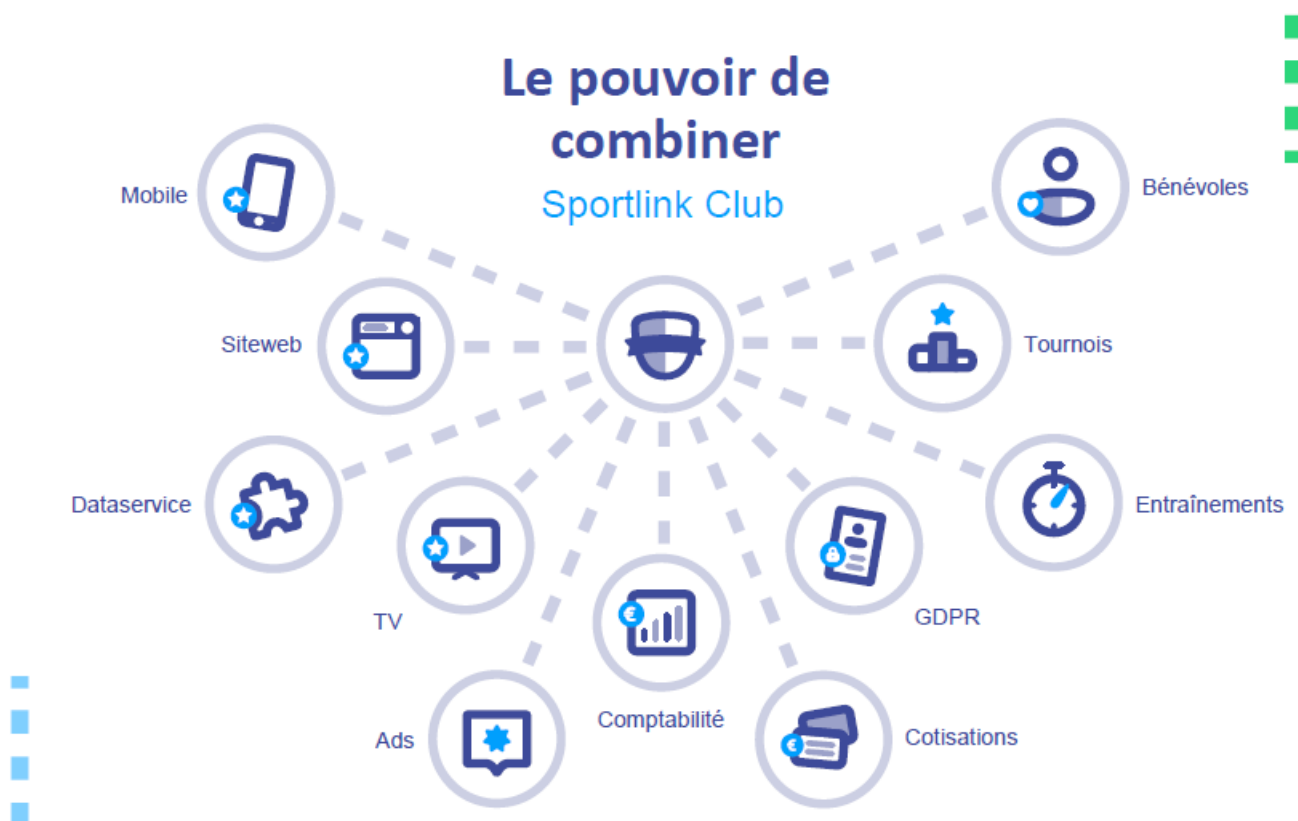 Le pouvoir de
combiner
Sportlink Club
Mobile
Bénévoles
Siteweb
Tournois
Dataservice
Entraînements
TV
GDPR
Comptabilité
Ads
Cotisations
€
€